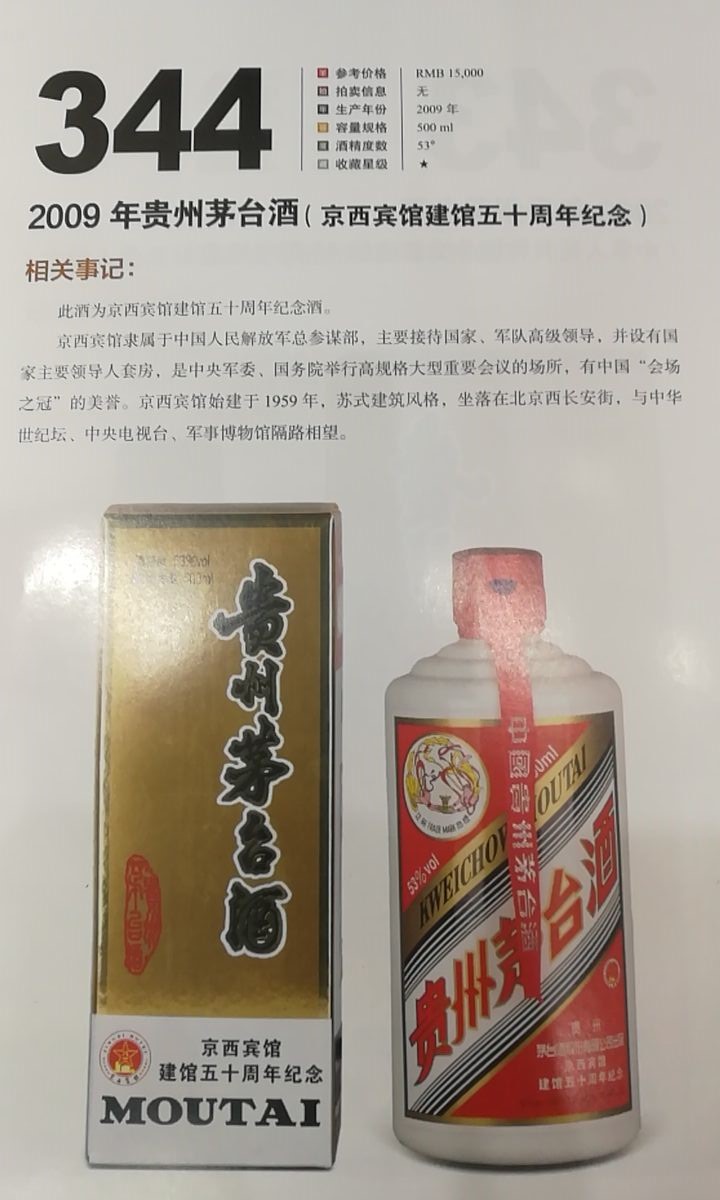 344
参考价格 RMB 15,000
拍卖信息 无
生产年份 2009 年
容量规格 500 ml
酒精度数 53°
收藏星级 ★
2009 年贵州茅台酒（京西宾馆建馆五十周年纪念）
相关事记：
此酒为京西宾馆建馆五十周年纪念酒。
京西宾馆隶属于中国人民解放军总参谋部，主要接待国家、军队高级领导，并设有国
家主要领导人套房，是中央军委、国务院举行高规格大型重要会议的场所，有中国“会场
之冠”的美誉。京西宾馆始建于 1959 年，苏式建筑风格，坐落在北京西长安街，与中华
世纪坛、中央电视台、军事博物馆隔路相望。
贵州茅台酒
京西宾馆
建馆五十周年纪念
MOUTAI
中国贵州茅台酒
TRADE MARK
53%vol
KWEICHOW MOUTAI
贵州茅台酒
贵州
京西宾馆
建馆五十周年纪念